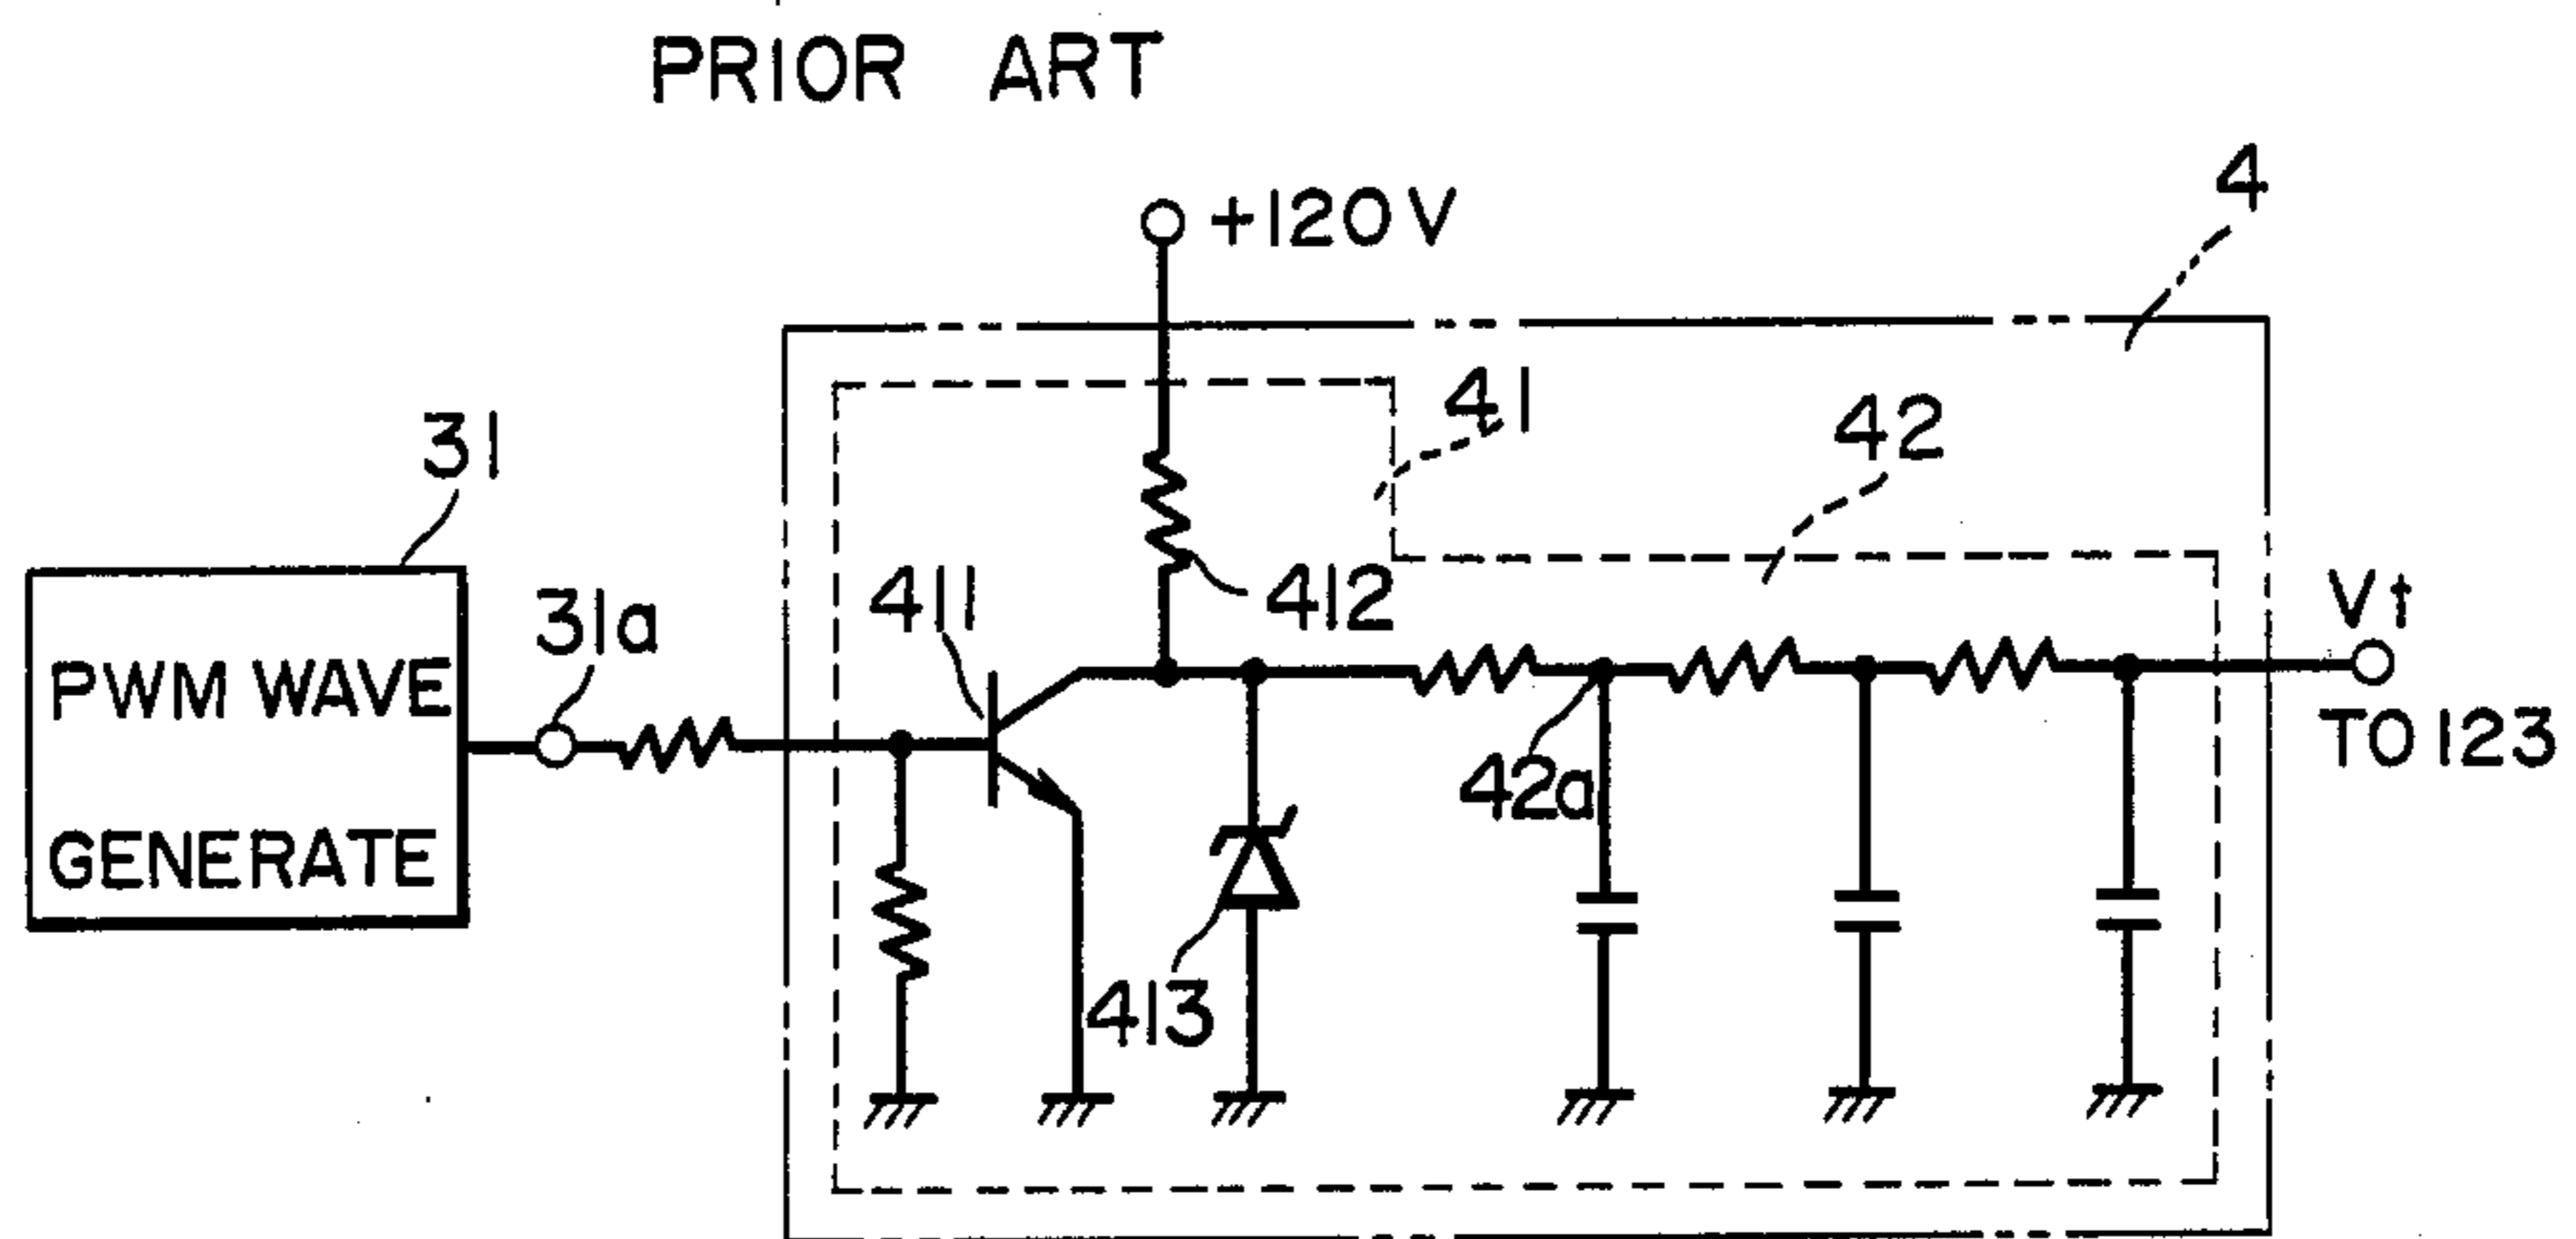 PRIOR ART
4
+120V
41
42
31
31a
411
412
Vt
PWM WAVE
GENERATE
42a
TO 123
413